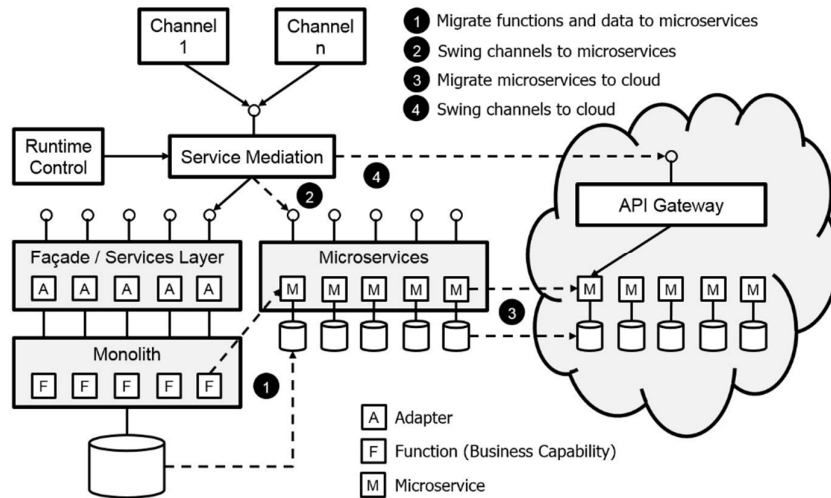 Channel
1
Channel
n
1 Migrate functions and data to microservices
2 Swing channels to microservices
3 Migrate microservices to cloud
4 Swing channels to cloud
Runtime
Control
Service Mediation
4
2
API Gateway
Façade / Services Layer
A A A A A
Microservices
M M M M M
M M M M M
3
Monolith
F F F F F
1
A Adapter
F Function (Business Capability)
M Microservice